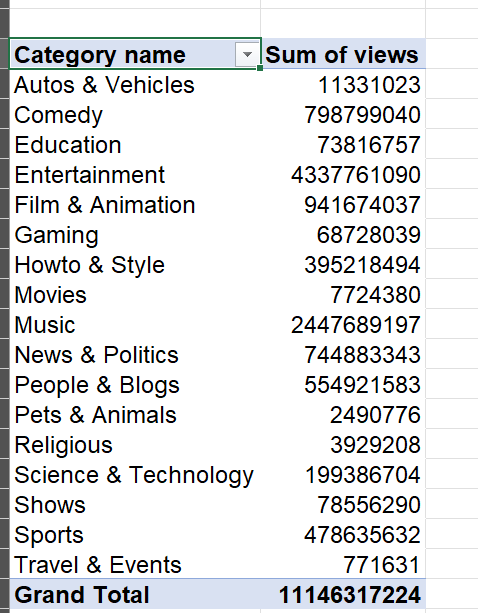 Category name Sum of views
Autos & Vehicles 11331023
Comedy 798799040
Education 73816757
Entertainment 4337761090
Film & Animation 941674037
Gaming 68728039
Howto & Style 395218494
Movies 7724380
Music 2447689197
News & Politics 744883343
People & Blogs 554921583
Pets & Animals 2490776
Religious 3929208
Science & Technology 199386704
Shows 78556290
Sports 478635632
Travel & Events 771631
Grand Total 11146317224